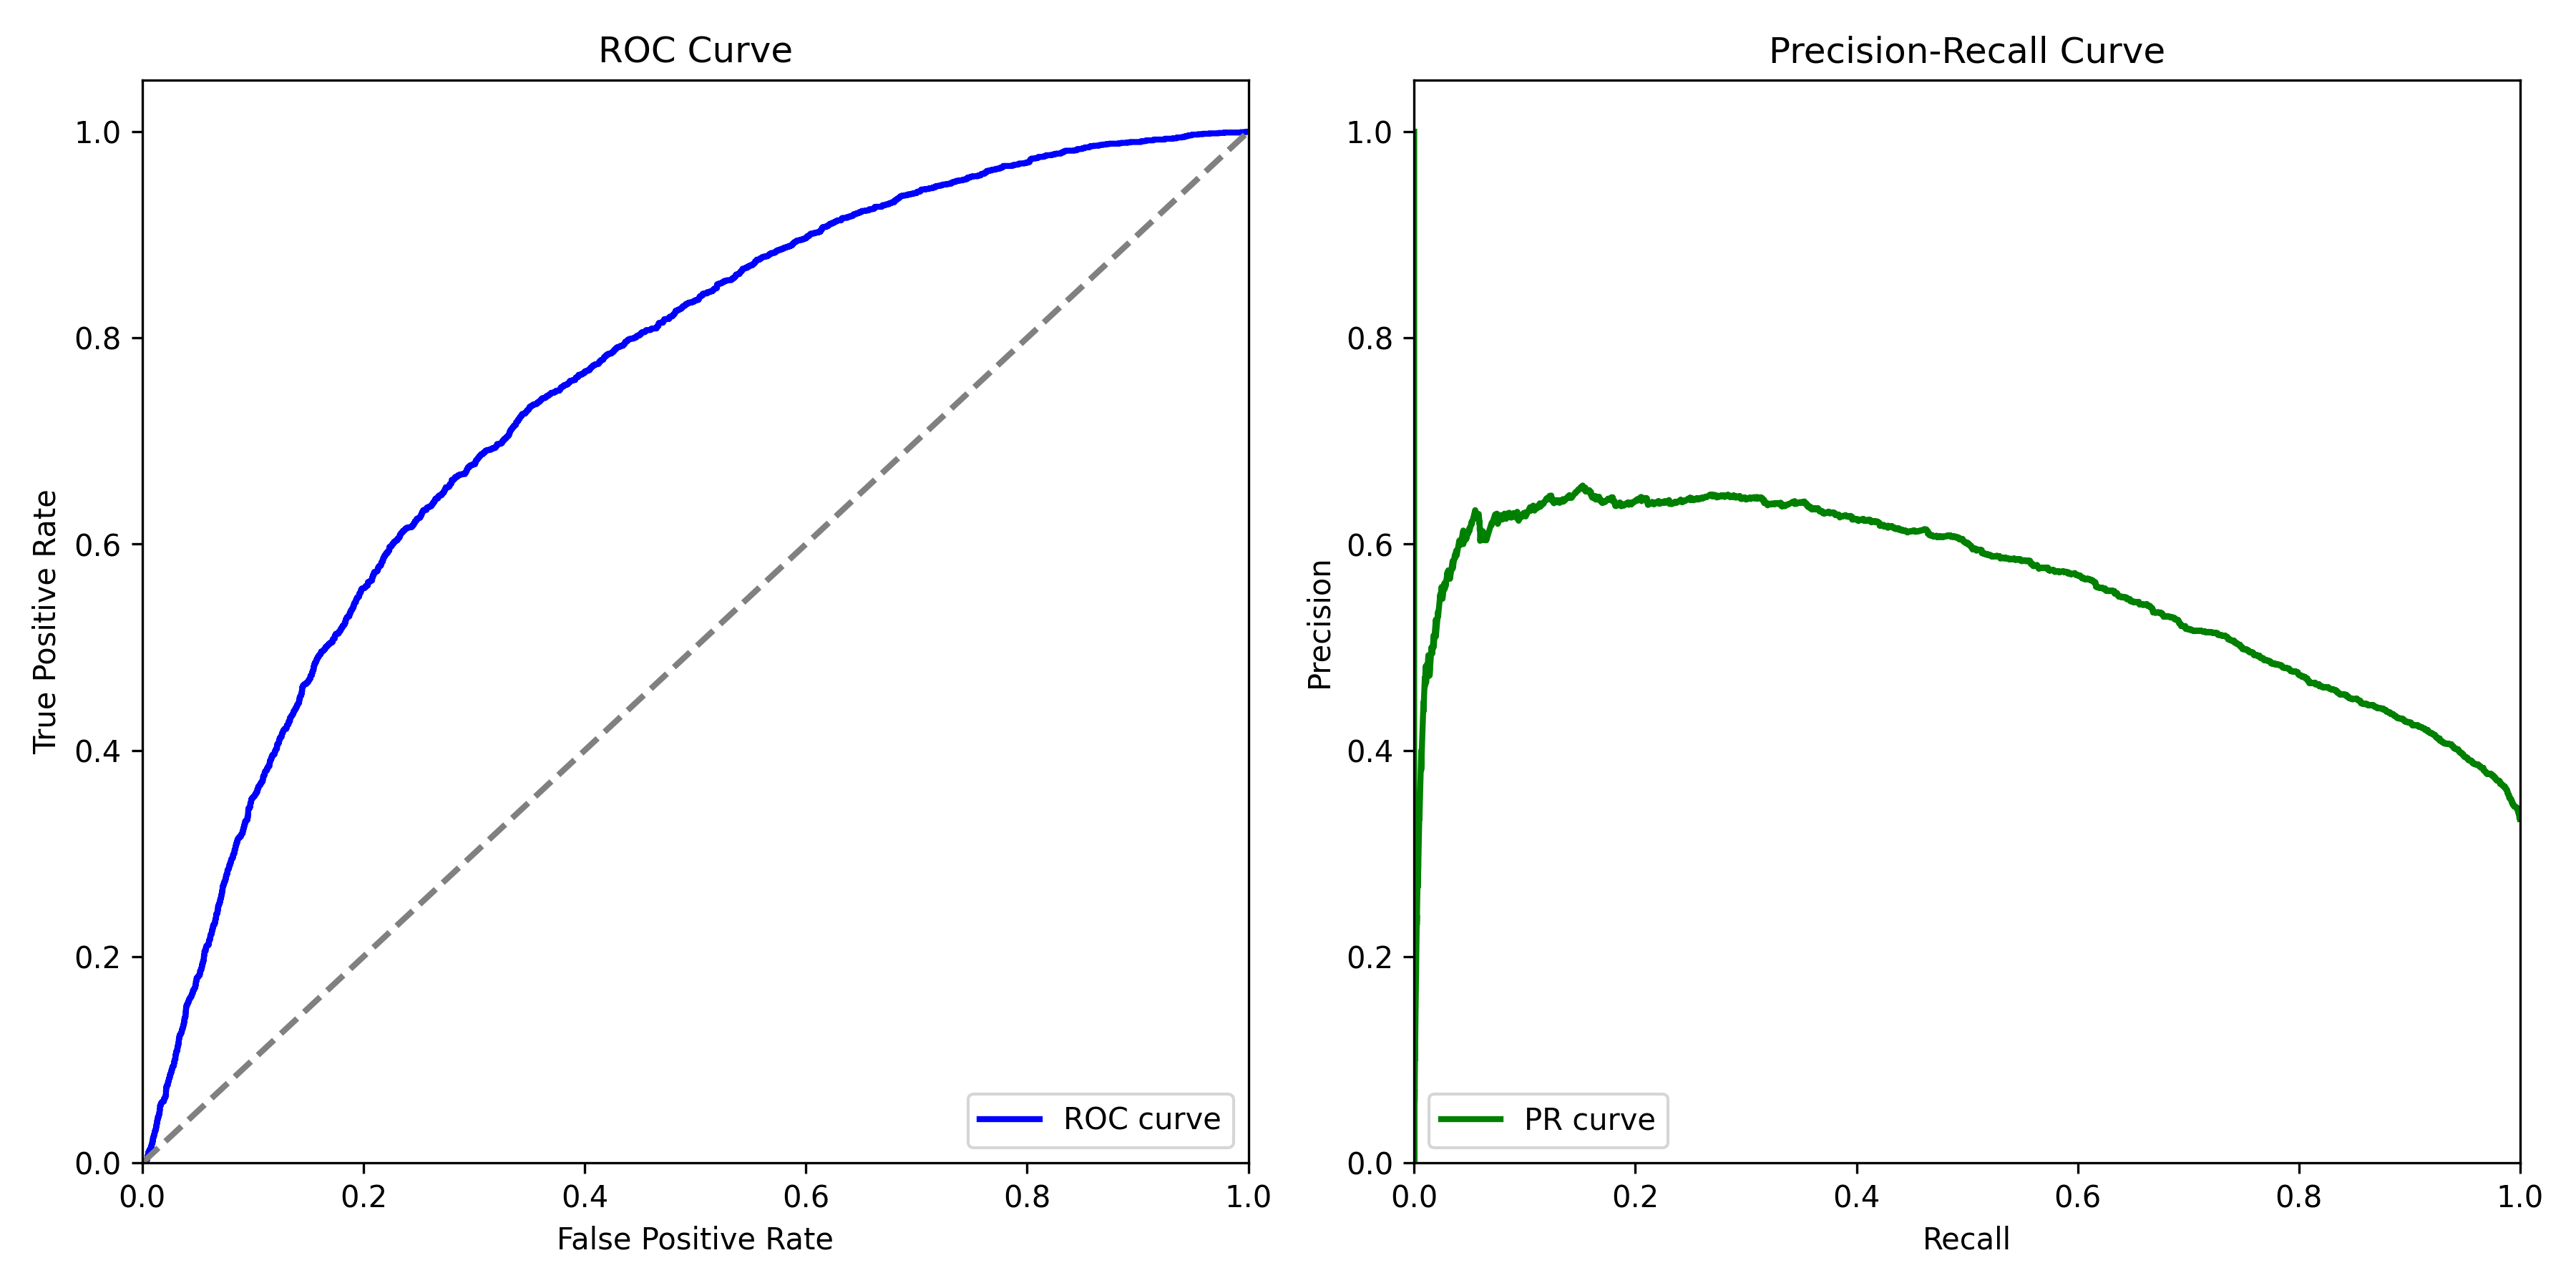 ROC Curve
True Positive Rate
1.0
0.8
0.6
0.4
0.2
0.0
0.0 0.2 0.4 0.6 0.8 1.0
False Positive Rate
ROC curve
Precision-Recall Curve
Precision
1.0
0.8
0.6
0.4
0.2
0.0
0.0 0.2 0.4 0.6 0.8 1.0
Recall
PR curve